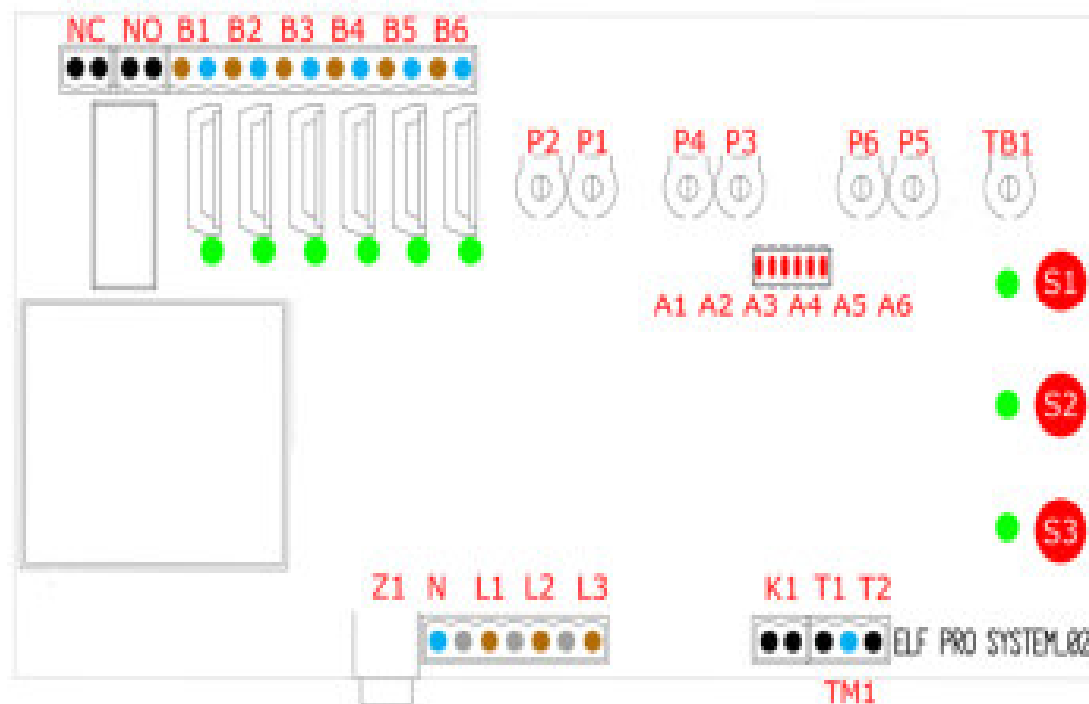 NC NO B1 B2 B3 B4 B5 B6
P2 P1 P4 P3 P6 P5 TB1
S1
A1 A2 A3 A4 A5 A6
S2
S3
Z1 N L1 L2 L3 K1 T1 T2
ELF PRO SYSTEM_02
TM1